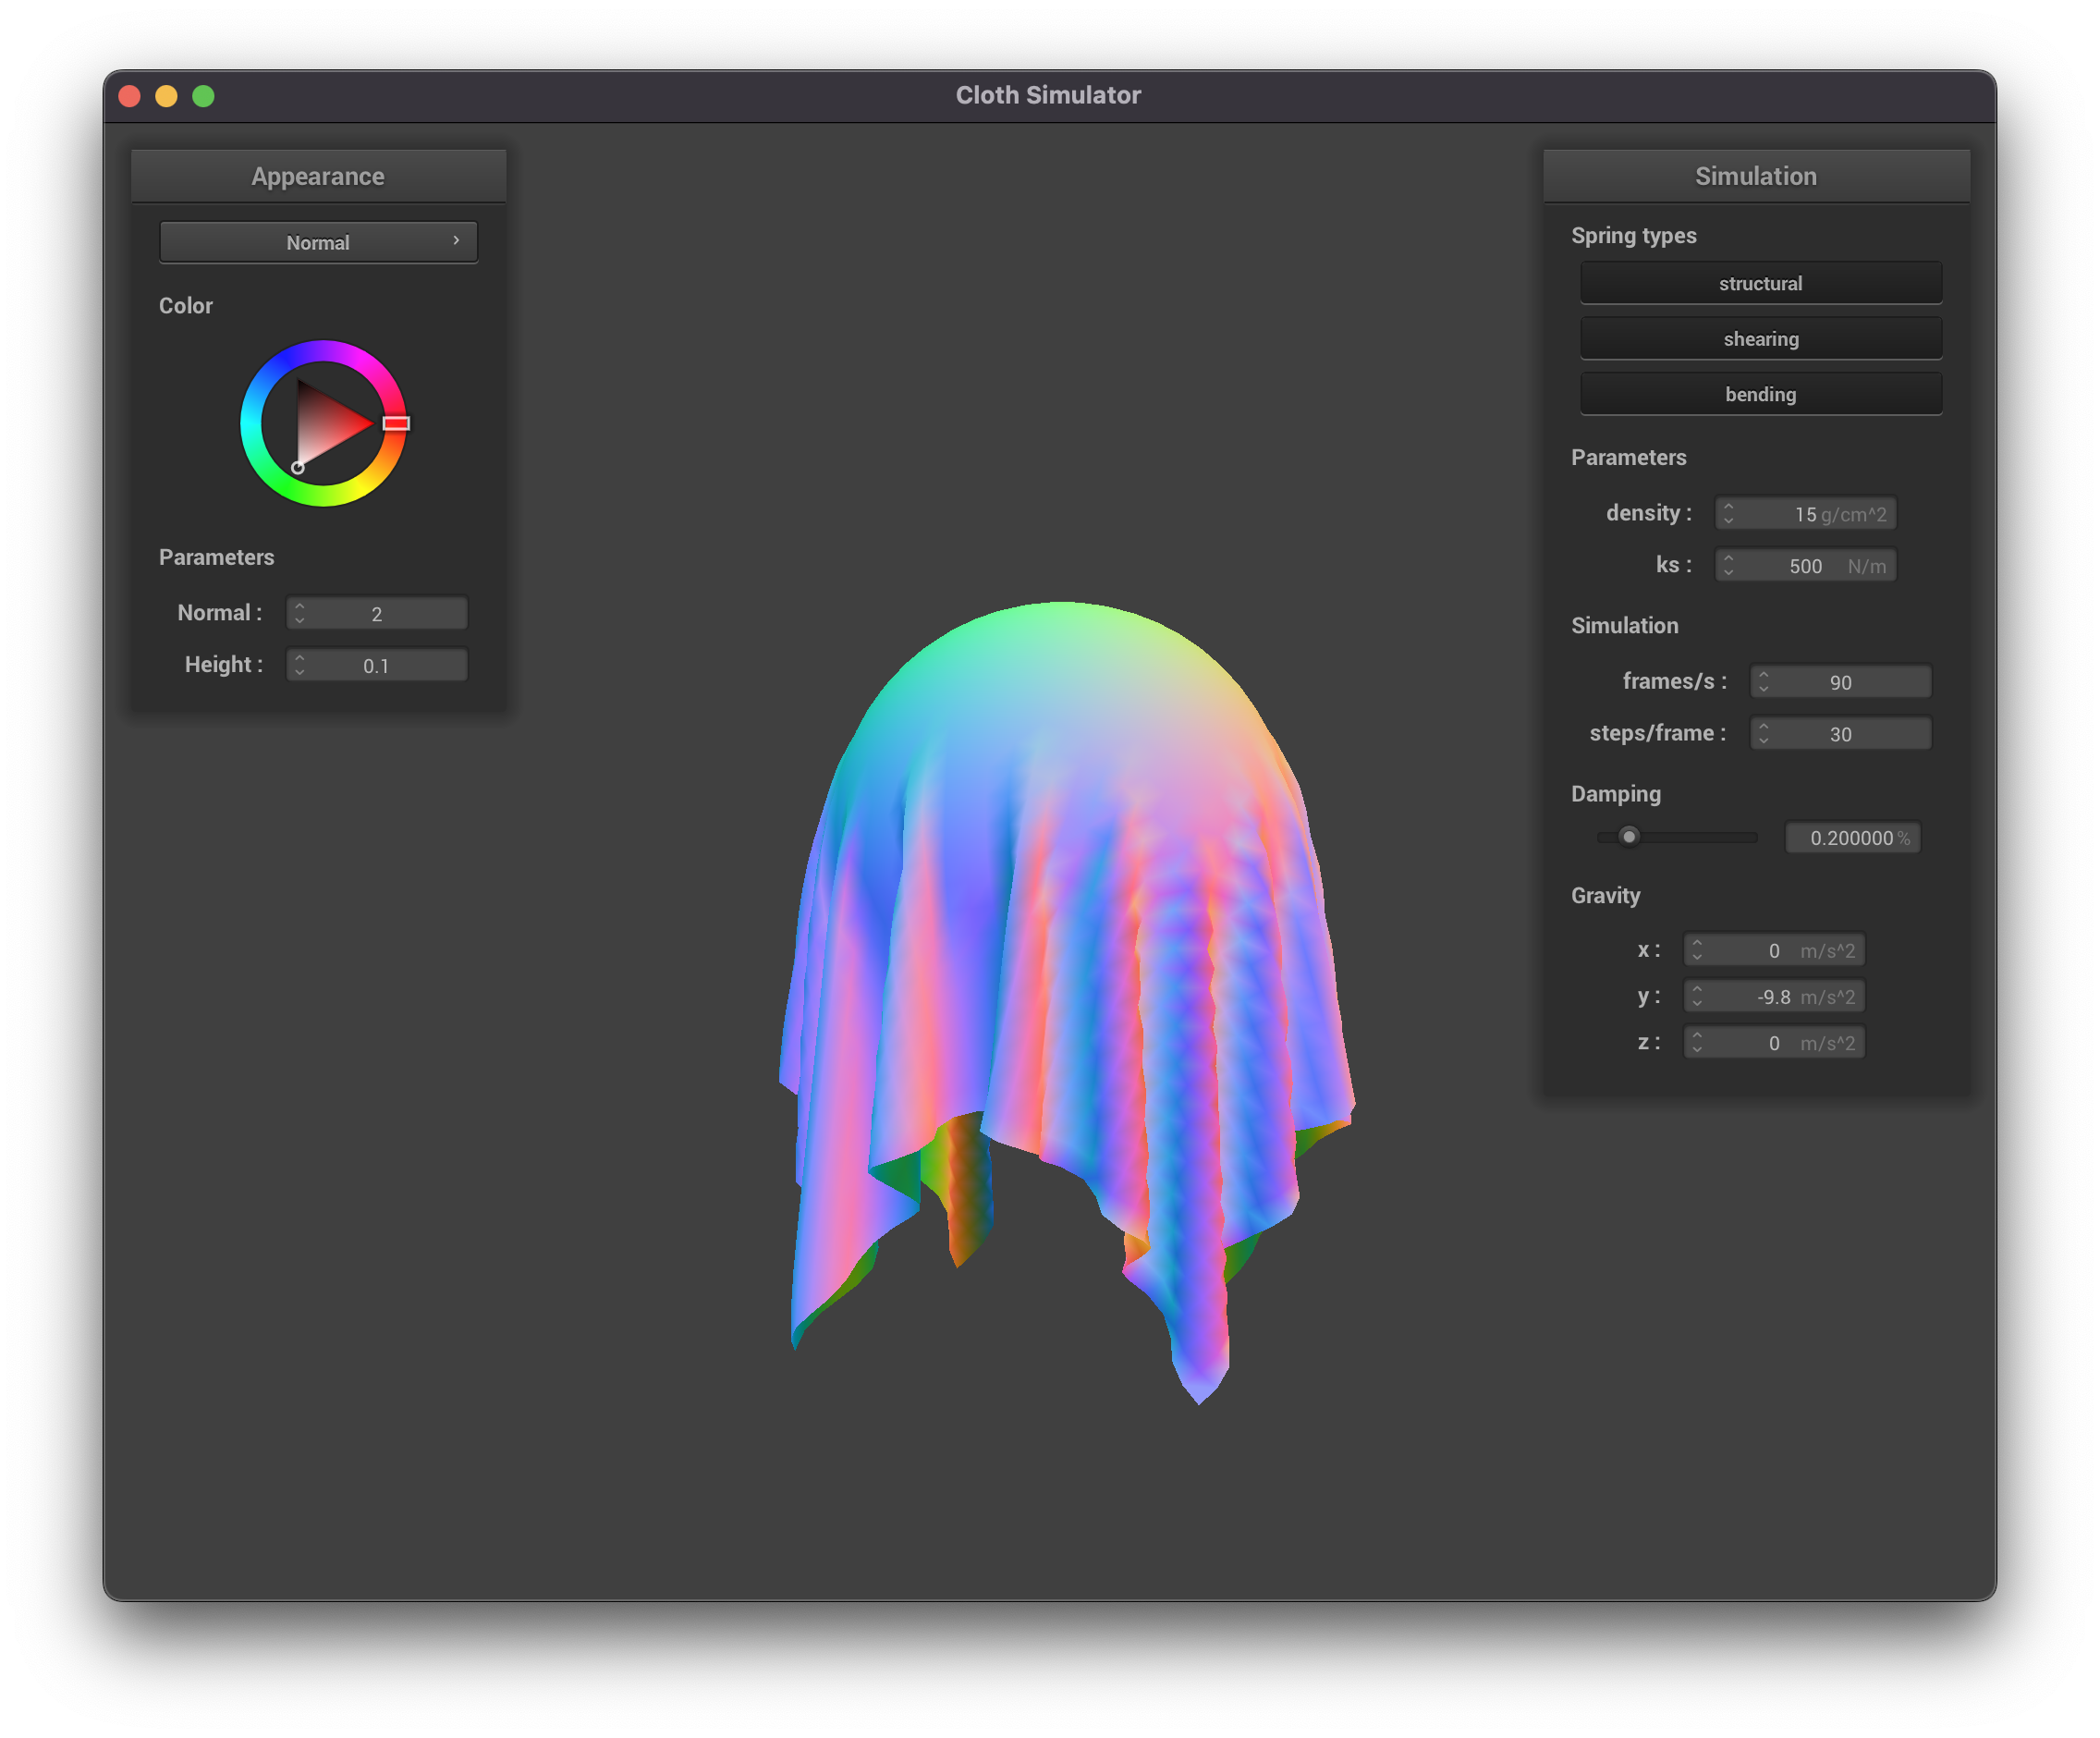 Cloth Simulator
Appearance
Normal
Color
Parameters
Normal : 2
Height : 0.1
Simulation
Spring types
structural
shearing
bending
Parameters
density : 15 g/cm^2
ks : 500 N/m
Simulation
frames/s : 90
steps/frame : 30
Damping
0.200000 %
Gravity
x : 0 m/s^2
y : -9.8 m/s^2
z : 0 m/s^2